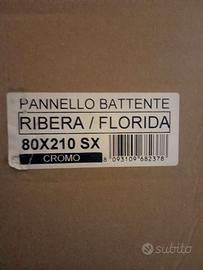 PANNELLO BATTENTE
RIBERA / FLORIDA
80X210 SX
CROMO
8 093109 682378
subito